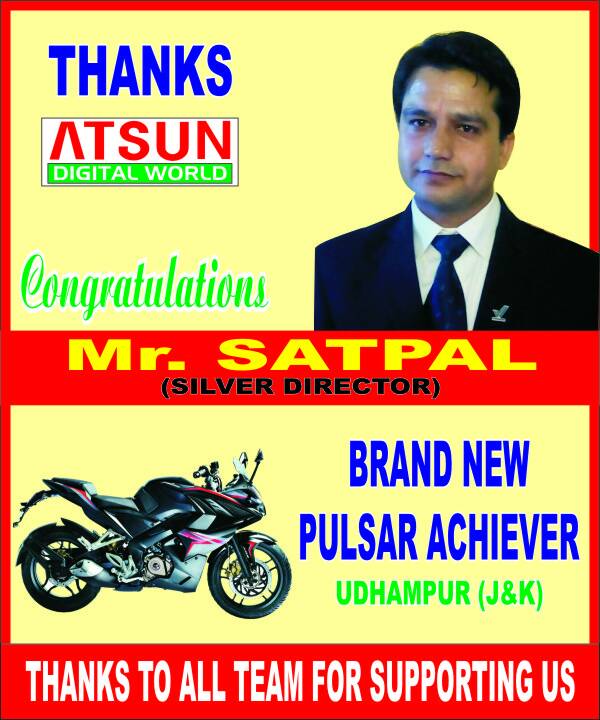 THANKS
ATSUN
DIGITAL WORLD
Congratulations
Mr. SATPAL
(SILVER DIRECTOR)
BRAND NEW
PULSAR ACHIEVER
UDHAMPUR (J&K)
THANKS TO ALL TEAM FOR SUPPORTING US